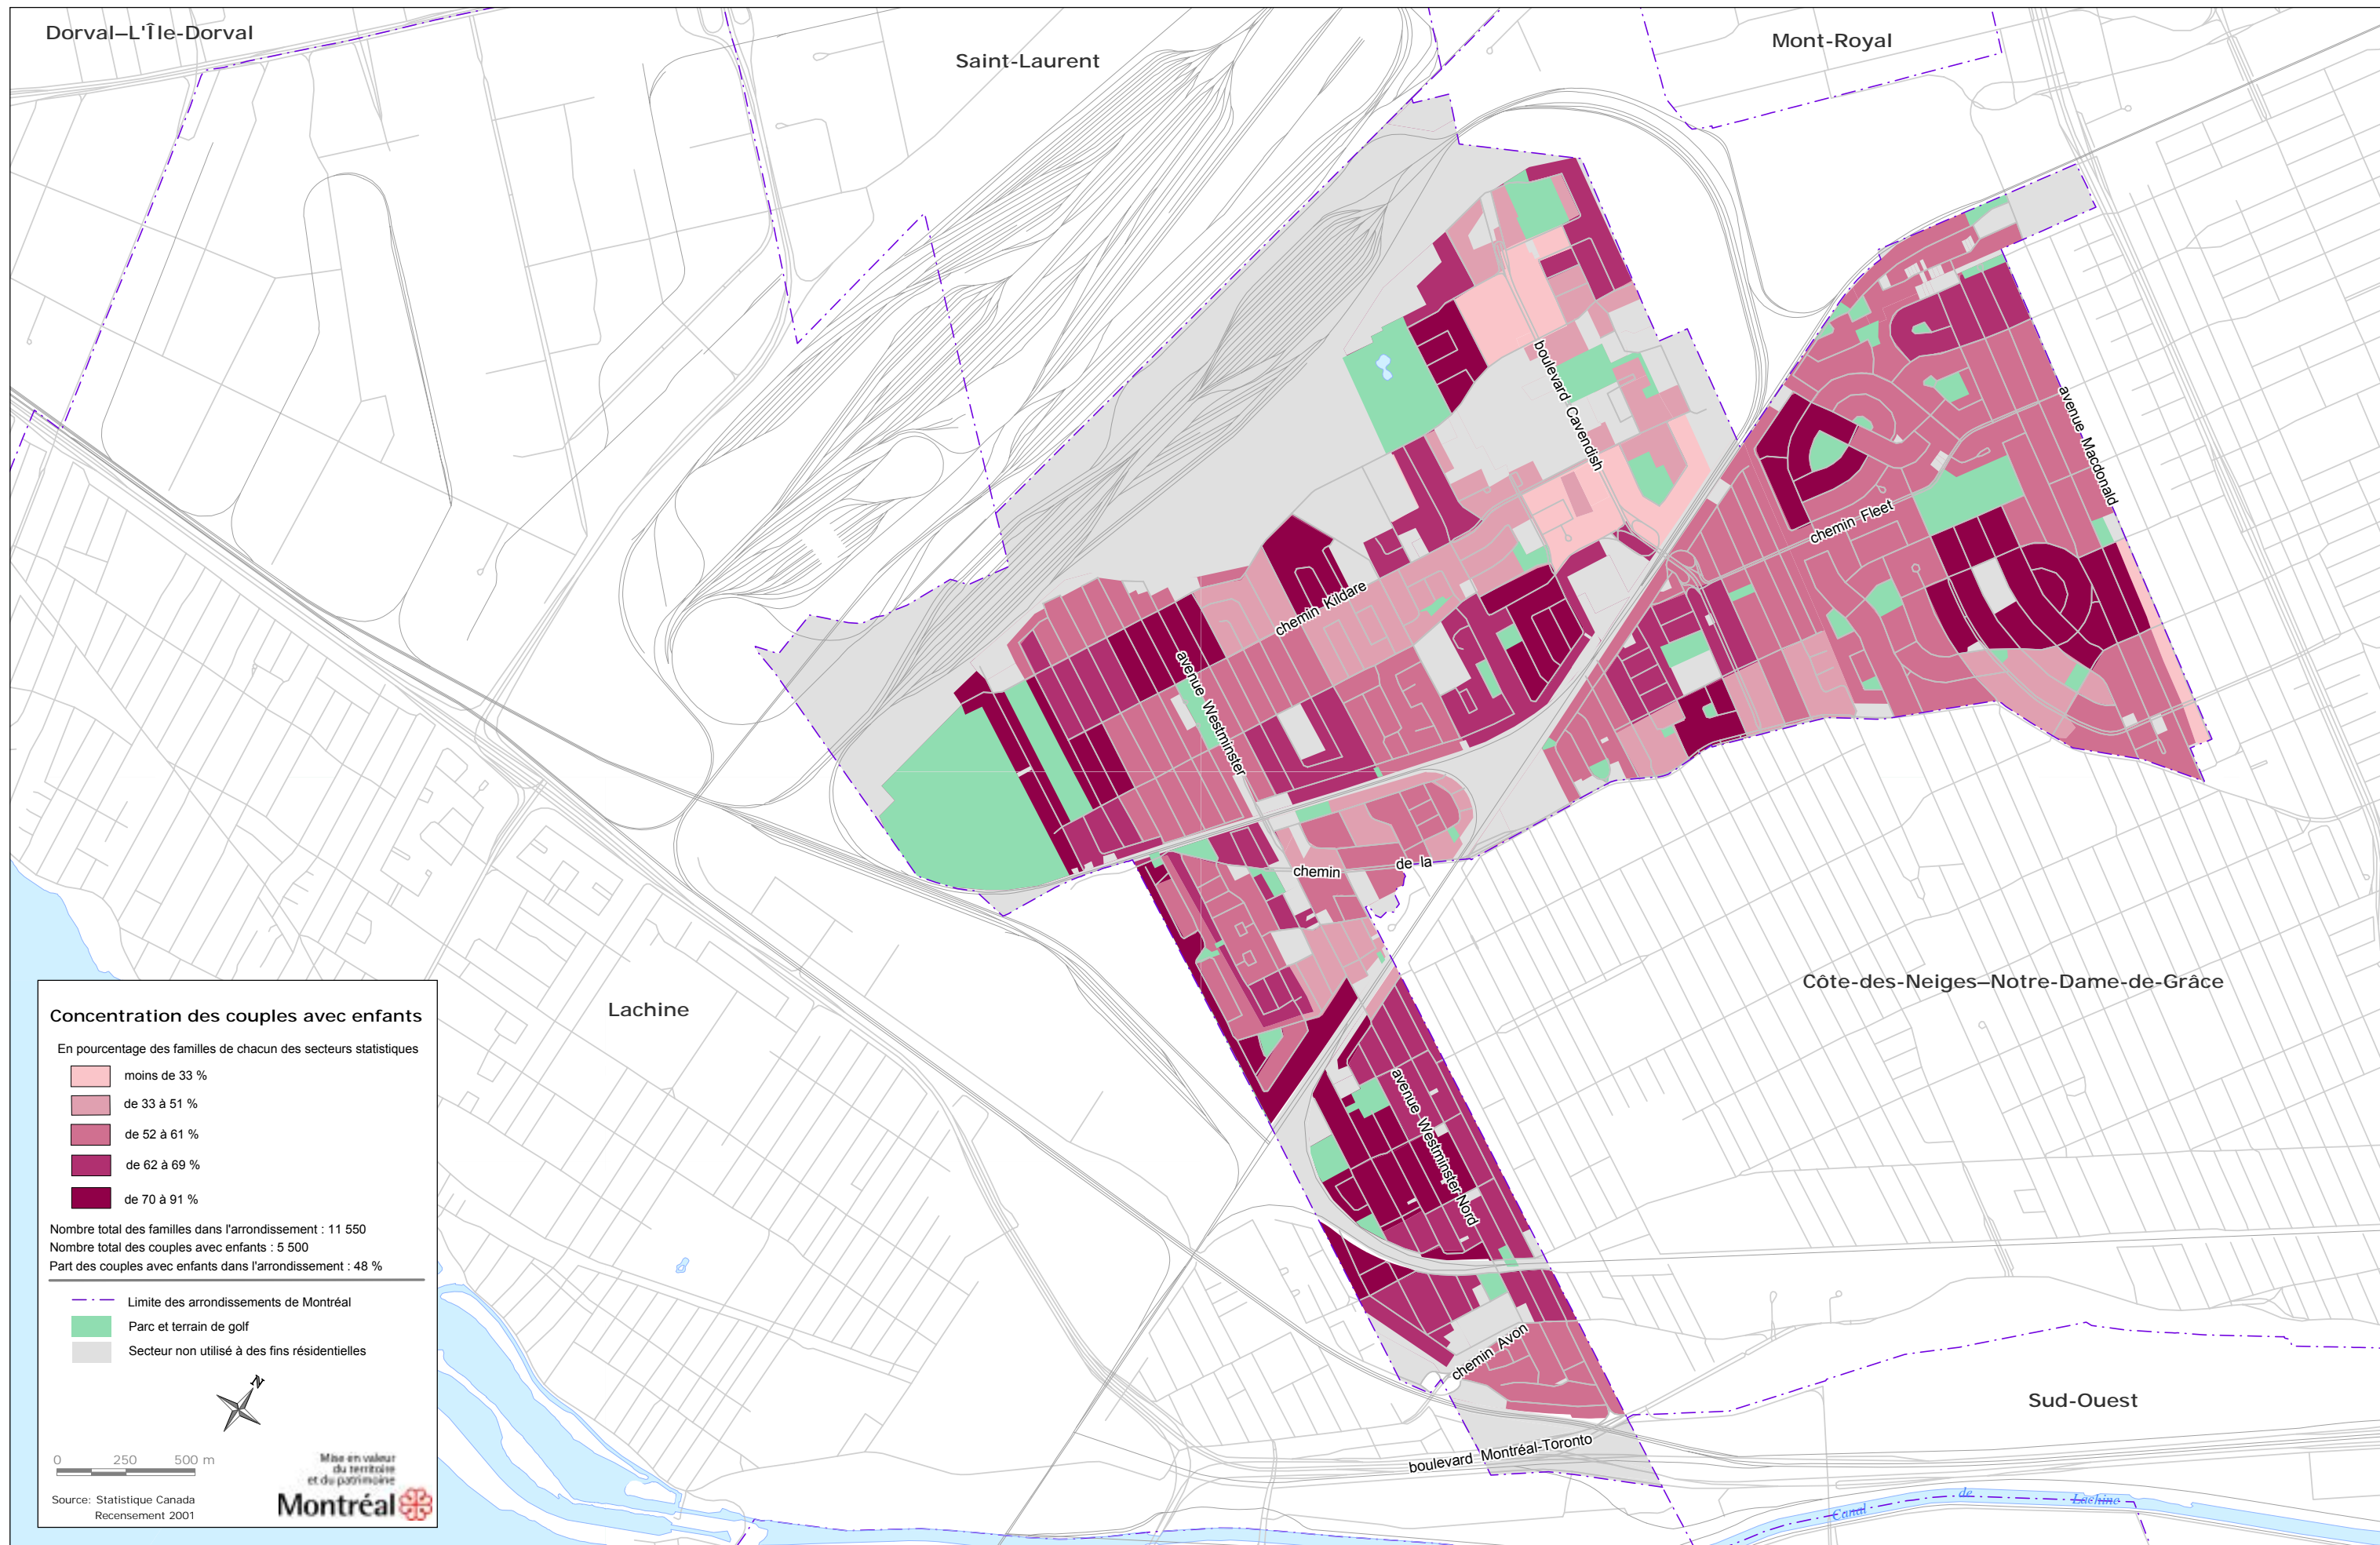 Dorval–L'Île-Dorval
Saint-Laurent
Mont-Royal
boulevard Cavendish
avenue Macdonald
chemin Fleet
chemin Kildare
avenue Westminster
chemin de la
Côte-des-Neiges–Notre-Dame-de-Grâce
Lachine
avenue Westminster Nord
chemin Avon
Sud-Ouest
boulevard Montréal-Toronto
Canal de Lachine
Concentration des couples avec enfants
En pourcentage des familles de chacun des secteurs statistiques
moins de 33 %
de 33 à 51 %
de 52 à 61 %
de 62 à 69 %
de 70 à 91 %
Nombre total des familles dans l'arrondissement : 11 550
Nombre total des couples avec enfants : 5 500
Part des couples avec enfants dans l'arrondissement : 48 %
Limite des arrondissements de Montréal
Parc et terrain de golf
Secteur non utilisé à des fins résidentielles
N
0 250 500 m
Mise en valeur
du territoire
et du patrimoine
Montréal
Source: Statistique Canada
Recensement 2001